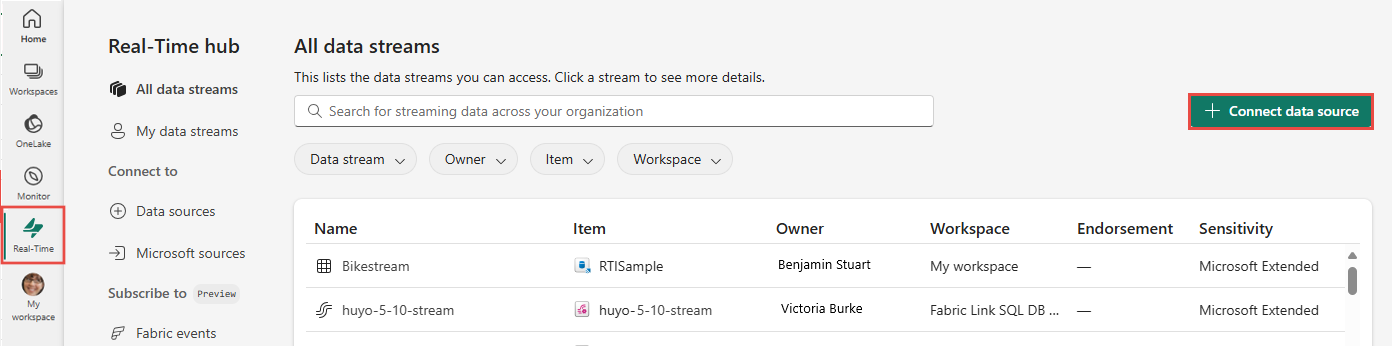 Home
Workspaces
OneLake
Monitor
Real-Time
My
workspace
Real-Time hub
All data streams
My data streams
Connect to
Data sources
Microsoft sources
Subscribe to Preview
Fabric events
All data streams
This lists the data streams you can access. Click a stream to see more details.
Search for streaming data across your organization
Connect data source
Data stream Owner Item Workspace
Name Item Owner Workspace Endorsement Sensitivity
Bikestream RTISample Benjamin Stuart My workspace — Microsoft Extended
huyo-5-10-stream huyo-5-10-stream Victoria Burke Fabric Link SQL DB ... — Microsoft Extended